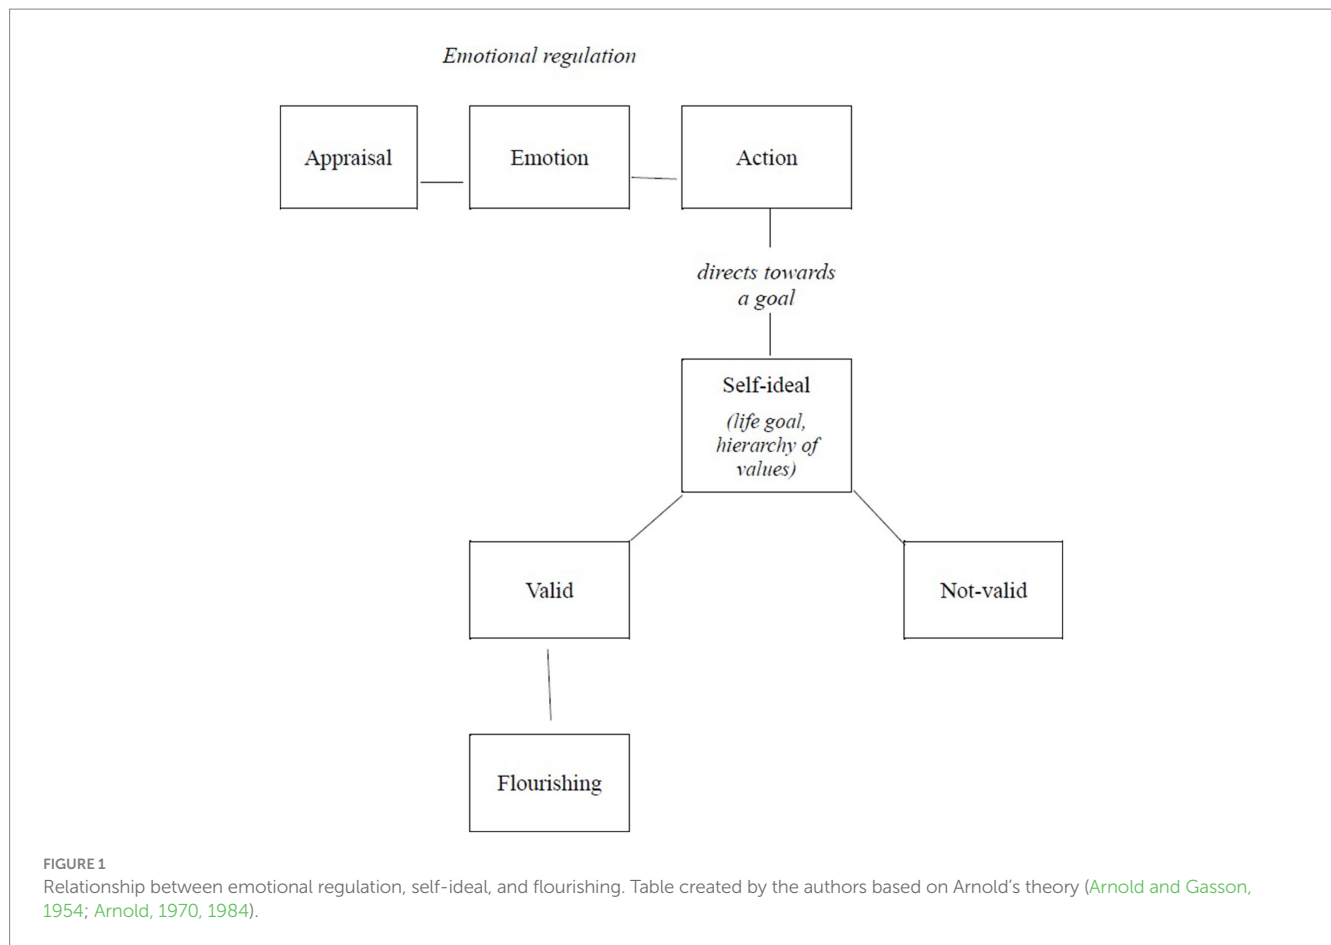 Emotional regulation
Appraisal
Emotion
Action
directs towards
a goal
Self-ideal
(life goal,
hierarchy of
values)
Valid
Not-valid
Flourishing
FIGURE 1
Relationship between emotional regulation, self-ideal, and flourishing. Table created by the authors based on Arnold’s theory (Arnold and Gasson,
1954; Arnold, 1970, 1984).